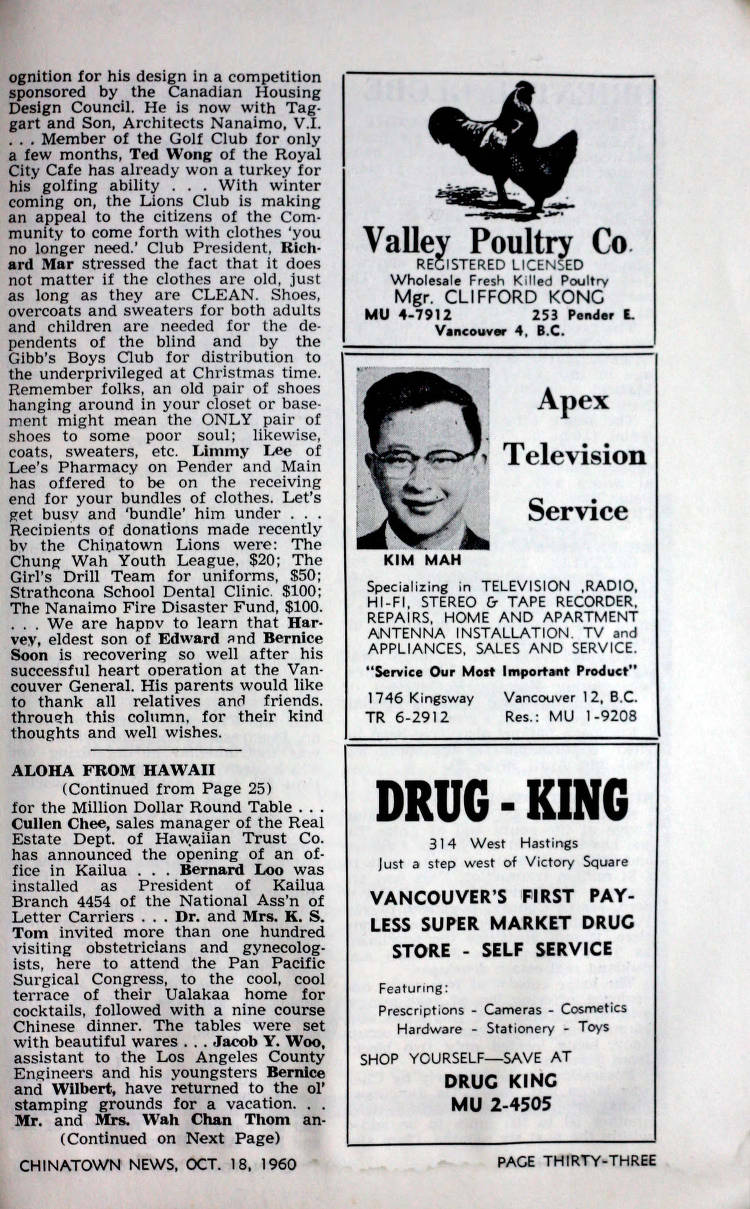 ognition for his design in a competition
sponsored by the Canadian Housing
Design Council. He is now with Tag-
gart and Son, Architects Nanaimo, V.I.
. . . Member of the Golf Club for only
a few months, Ted Wong of the Royal
City Cafe has already won a turkey for
his golfing ability . . . With winter
coming on, the Lions Club is making
an appeal to the citizens of the Com-
munity to come forth with clothes ‘you
no longer need.’ Club President, Rich-
ard Mar stressed the fact that it does
not matter if the clothes are old, just
as long as they are CLEAN. Shoes,
overcoats and sweaters for both adults
and children are needed for the de-
pendents of the blind and by the
Gibb's Boys Club for distribution to
the underprivileged at Christmas time.
Remember folks, an old pair of shoes
hanging around in your closet or base-
ment might mean the ONLY pair of
shoes to some poor soul; likewise,
coats, sweaters, etc. Limmy Lee of
Lee's Pharmacy on Pender and Main
has offered to be on the receiving
end for your bundles of clothes. Let's
get busy and ‘bundle’ him under . . .
Recipients of donations made recently
by the Chinatown Lions were: The
Chung Wah Youth League, $20; The
Girl's Drill Team for uniforms, $50;
Strathcona School Dental Clinic. $100;
The Nanaimo Fire Disaster Fund, $100.
. . . We are happy to learn that Har-
vey, eldest son of Edward and Bernice
Soon is recovering so well after his
successful heart operation at the Van-
couver General. His parents would like
to thank all relatives and friends.
through this column, for their kind
thoughts and well wishes.
ALOHA FROM HAWAII
(Continued from Page 25)
for the Million Dollar Round Table . . .
Cullen Chee, sales manager of the Real
Estate Dept. of Hawaiian Trust Co.
has announced the opening of an of-
fice in Kailua . . . Bernard Loo was
installed as President of Kailua
Branch 4454 of the National Ass'n of
Letter Carriers . . . Dr. and Mrs. K. S.
Tom invited more than one hundred
visiting obstetricians and gynecolog-
ists, here to attend the Pan Pacific
Surgical Congress, to the cool, cool
terrace of their Ualakaa home for
cocktails, followed with a nine course
Chinese dinner. The tables were set
with beautiful wares . . . Jacob Y. Woo,
assistant to the Los Angeles County
Engineers and his youngsters Bernice
and Wilbert, have returned to the ol'
stamping grounds for a vacation. . .
Mr. and Mrs. Wah Chan Thom an-
(Continued on Next Page)
Valley Poultry Co.
REGISTERED LICENSED
Wholesale Fresh Killed Poultry
Mgr. CLIFFORD KONG
MU 4-7912 253 Pender E.
Vancouver 4, B.C.
Apex
Television
Service
KIM MAH
Specializing in TELEVISION ,RADIO,
HI-FI, STEREO & TAPE RECORDER,
REPAIRS, HOME AND APARTMENT
ANTENNA INSTALLATION. TV and
APPLIANCES, SALES AND SERVICE.
"Service Our Most Important Product"
1746 Kingsway Vancouver 12, B.C.
TR 6-2912 Res.: MU 1-9208
DRUG - KING
314 West Hastings
Just a step west of Victory Square
VANCOUVER'S FIRST PAY-
LESS SUPER MARKET DRUG
STORE - SELF SERVICE
Featuring:
Prescriptions - Cameras - Cosmetics
Hardware - Stationery - Toys
SHOP YOURSELF—SAVE AT
DRUG KING
MU 2-4505
CHINATOWN NEWS, OCT. 18, 1960 PAGE THIRTY-THREE